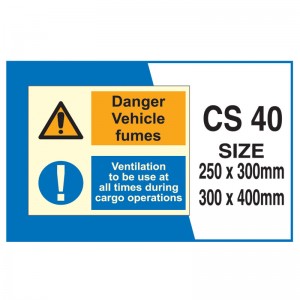 Danger
Vehicle
fumes
Ventilation
to be use at
all times during
cargo operations
CS 40
SIZE
250 x 300mm
300 x 400mm